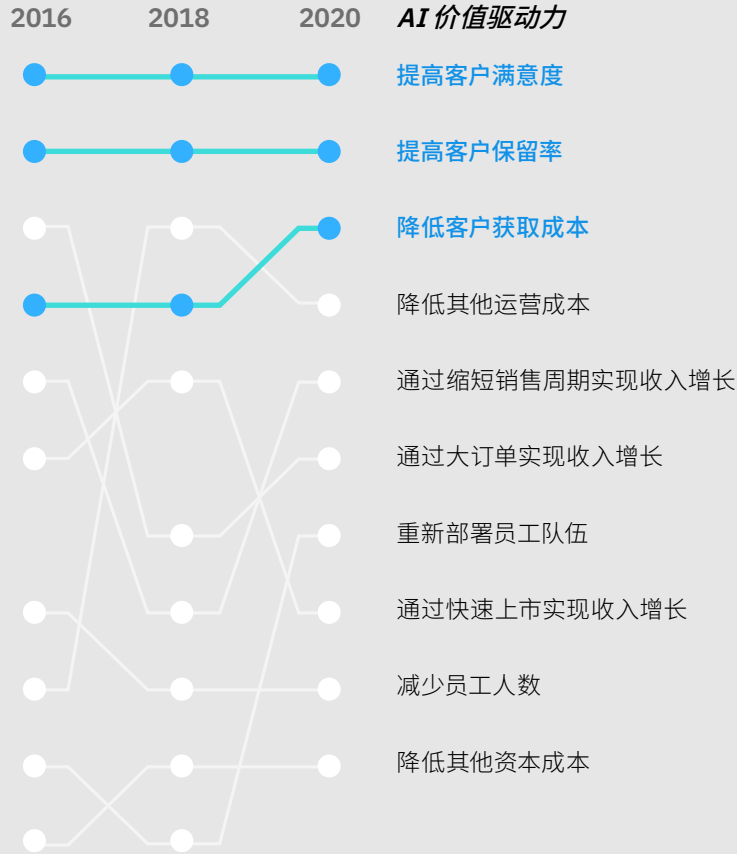 2016 2018 2020 AI 价值驱动力
提高客户满意度
提高客户保留率
降低客户获取成本
降低其他运营成本
通过缩短销售周期实现收入增长
通过大订单实现收入增长
重新部署员工队伍
通过快速上市实现收入增长
减少员工人数
降低其他资本成本